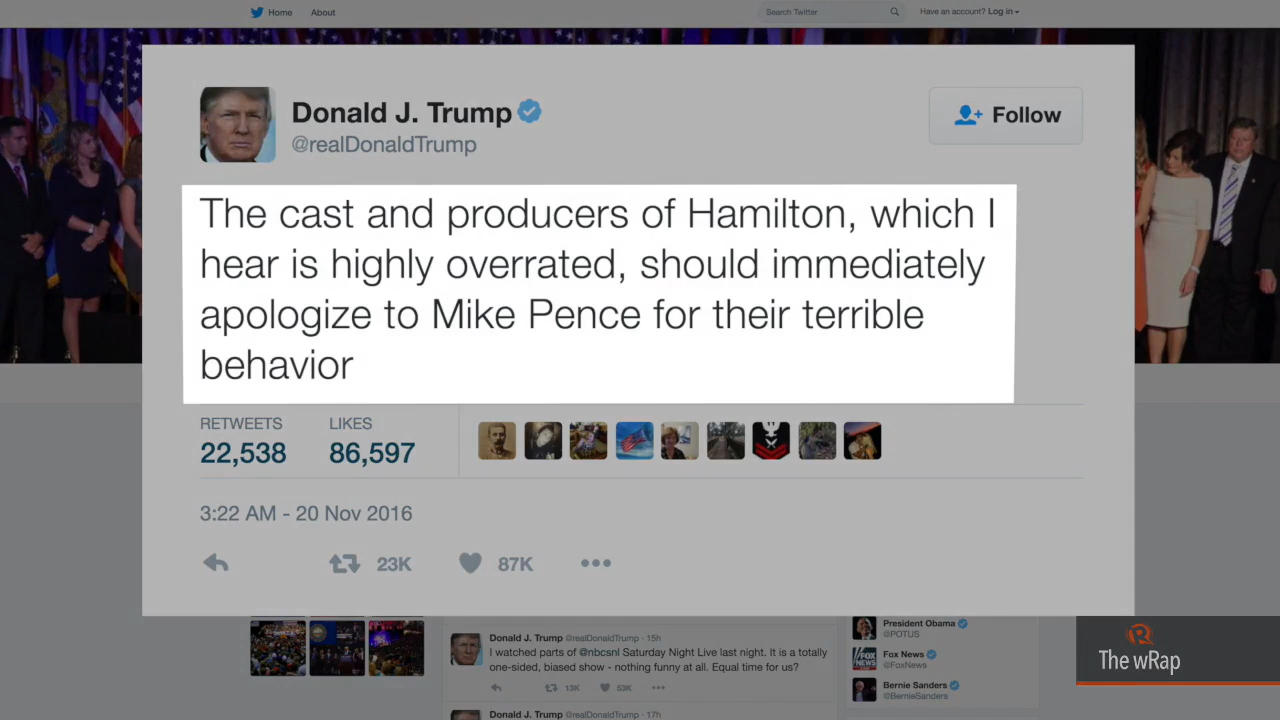 Home About Search Twitter Have an account? Log in
Donald J. Trump
@realDonaldTrump
Follow
The cast and producers of Hamilton, which I
hear is highly overrated, should immediately
apologize to Mike Pence for their terrible
behavior
RETWEETS LIKES
22,538 86,597
3:22 AM - 20 Nov 2016
23K 87K
Donald J. Trump @realDonaldTrump · 15h
I watched parts of @nbcsnl Saturday Night Live last night. It is a totally
one-sided, biased show - nothing funny at all. Equal time for us?
13K 53K
Donald J. Trump @realDonaldTrump · 17h
President Obama
@POTUS
FOX
NEWS
Fox News
@FoxNews
Bernie Sanders
@BernieSanders
The wRap